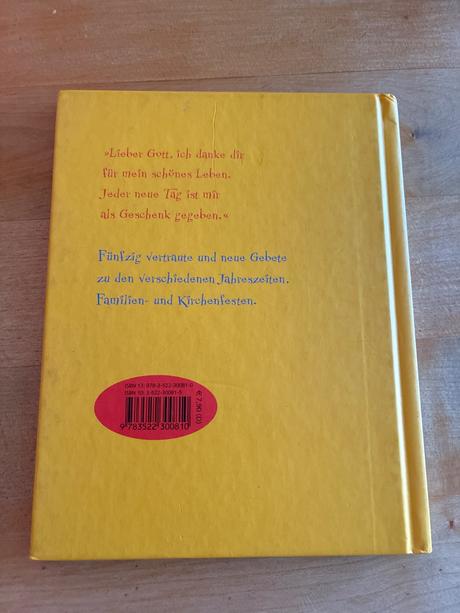 »Lieber Gott, ich danke dir
für mein schönes Leben.
Jeder neue Tag ist mir
als Geschenk gegeben.«
Fünfzig vertraute und neue Gebete
zu den verschiedenen Jahreszeiten,
Familien- und Kirchenfesten.
ISBN 13: 978-3-522-30081-0
ISBN 10: 3-522-30081-5
€ 7,90 (D)
9 783522 300810